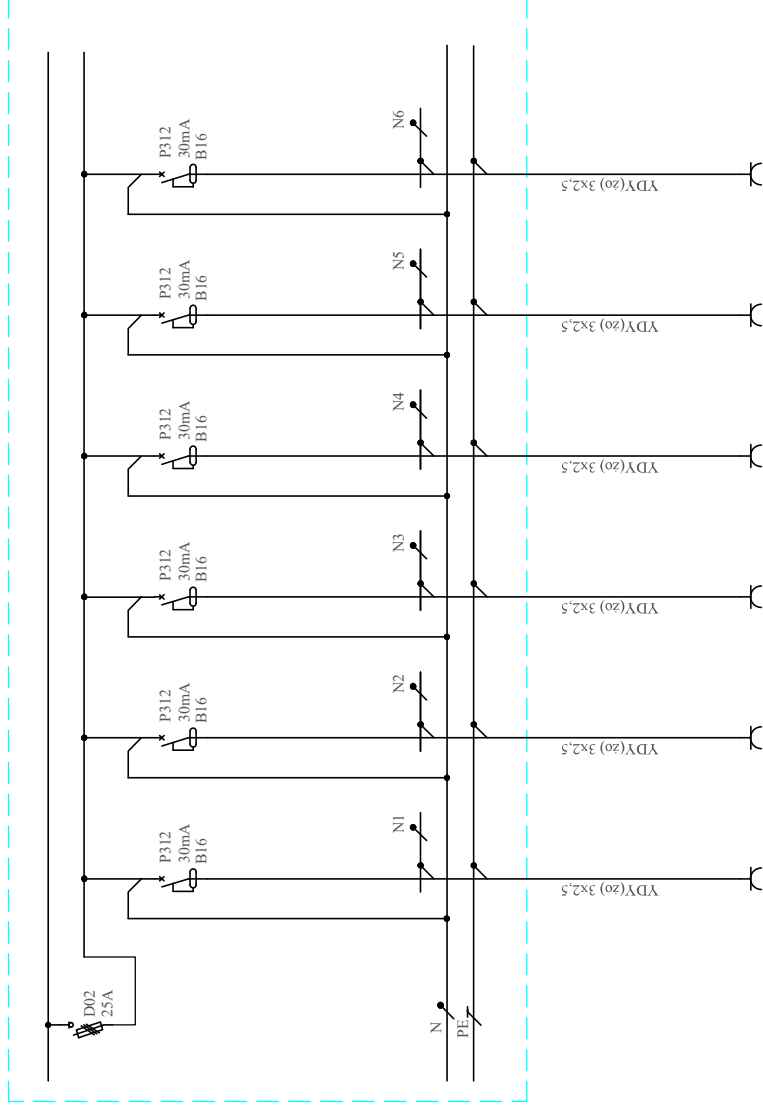 P312
30mA
B16
N6
YDY(żo) 3x2,5
P312
30mA
B16
N5
YDY(żo) 3x2,5
P312
30mA
B16
N4
YDY(żo) 3x2,5
P312
30mA
B16
N3
YDY(żo) 3x2,5
P312
30mA
B16
N2
YDY(żo) 3x2,5
P312
30mA
B16
N1
YDY(żo) 3x2,5
D02
25A
N
PE